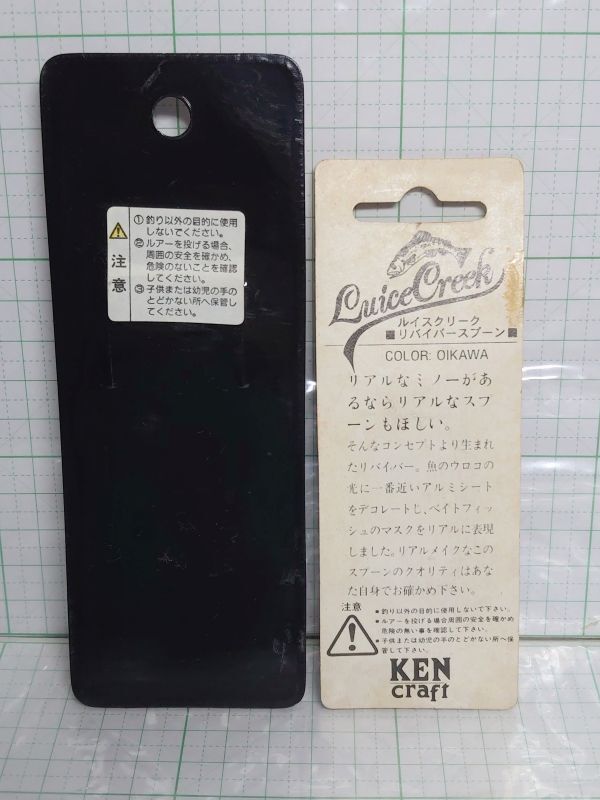 注意
①釣り以外の目的に使用
しないでください。
②ルアーを投げる場合、
周囲の安全を確かめ、
危険のないことを確認
してください。
③子供または幼児の手の
とどかない所へ保管し
てください。
Luice Creek
ルイスクリーク
■リバイバースプーン■
COLOR: OIKAWA
リアルなミノーがあ
るならリアルなスプ
ーンもほしい。
そんなコンセプトより生まれ
たリバイバー。魚のウロコの
光に一番近いアルミシート
をデコレートし、ベイトフィッ
シュのマスクをリアルに表現
しました。リアルメイクなこの
スプーンのクオリティはあな
た自身でお確かめ下さい。
注意
●釣り以外の目的に使用しないで下さい。
●ルアーを投げる場合周囲の安全を確かめ
危険の無い事を確認して下さい。
●子供または幼児の手のとどかない所へ保
管して下さい。
KEN
craft